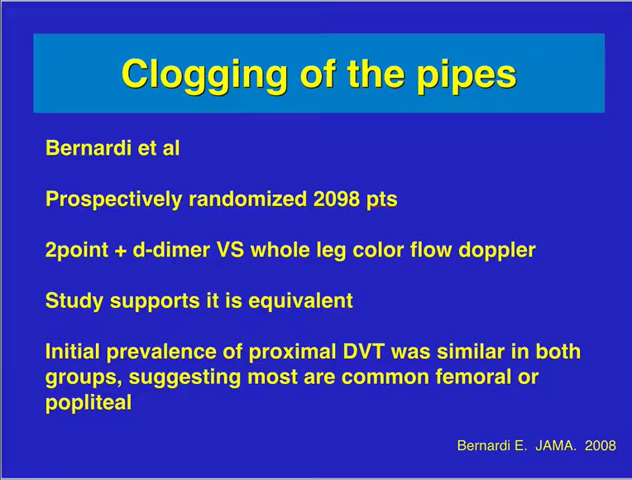 Clogging of the pipes
Bernardi et al
Prospectively randomized 2098 pts
2point + d-dimer VS whole leg color flow doppler
Study supports it is equivalent
Initial prevalence of proximal DVT was similar in both
groups, suggesting most are common femoral or
popliteal
Bernardi E. JAMA. 2008